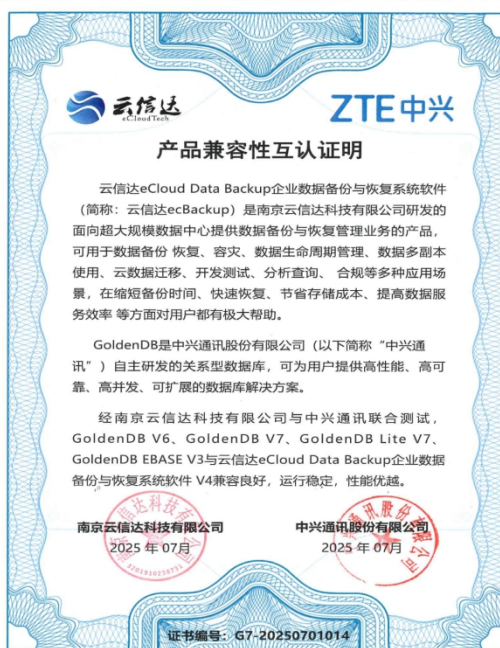 云信达
eCloudTech
ZTE中兴
产品兼容性互认证明
云信达eCloud Data Backup企业数据备份与恢复系统软件
（简称：云信达ecBackup）是南京云信达科技有限公司研发的
面向超大规模数据中心提供数据备份与恢复管理业务的产品，
可用于数据备份 恢复、容灾、数据生命周期管理、数据多副本
使用、云数据迁移、开发测试、分析查询、 合规等多种应用场
景，在缩短备份时间、快速恢复、节省存储成本、提高数据服
务效率 等方面对用户都有极大帮助。
GoldenDB是中兴通讯股份有限公司（以下简称“中兴通
讯”）自主研发的关系型数据库，可为用户提供高性能、高可
靠、高并发、可扩展的数据库解决方案。
经南京云信达科技有限公司与中兴通讯联合测试，
GoldenDB V6、GoldenDB V7、GoldenDB Lite V7、
GoldenDB EBASE V3与云信达eCloud Data Backup企业数据
备份与恢复系统软件 V4兼容良好，运行稳定，性能优越。
南京云信达科技有限公司
中兴通讯股份有限公司
2025 年 07月
2025 年 07月
证书编号：G7-20250701014